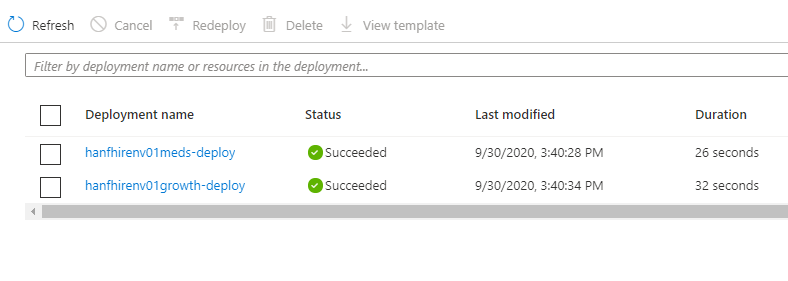 Refresh Cancel Redeploy Delete View template
Filter by deployment name or resources in the deployment...
Deployment name Status Last modified Duration
hanfhirenv01meds-deploy Succeeded 9/30/2020, 3:40:28 PM 26 seconds
hanfhirenv01growth-deploy Succeeded 9/30/2020, 3:40:34 PM 32 seconds